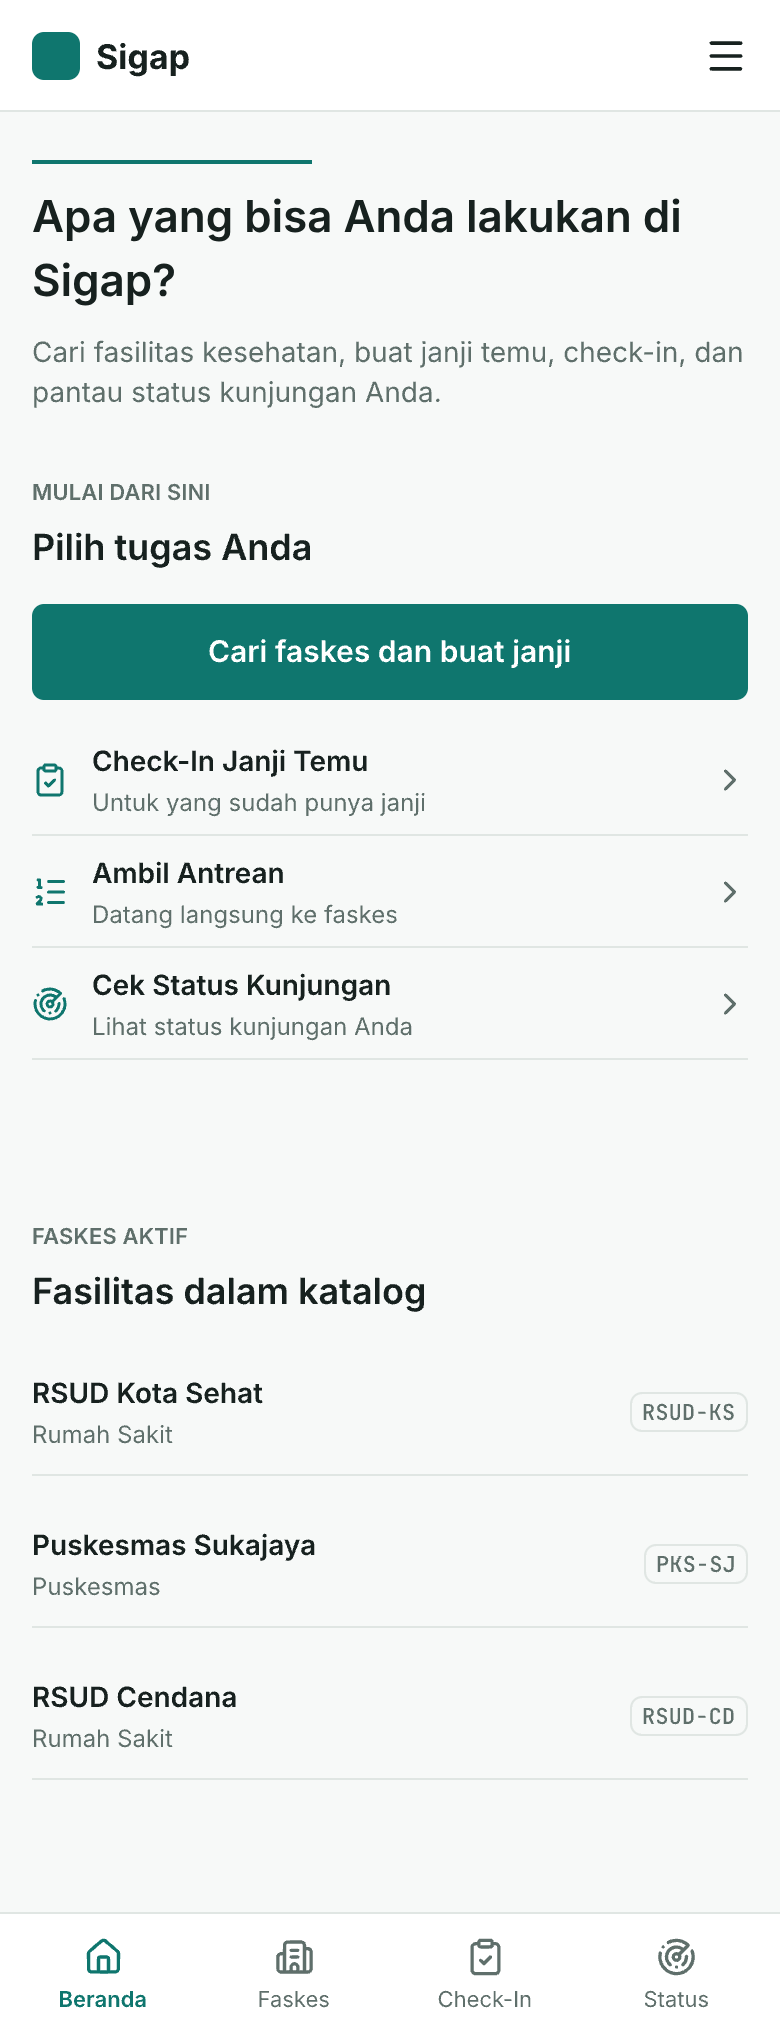 Sigap
Apa yang bisa Anda lakukan di
Sigap?
Cari fasilitas kesehatan, buat janji temu, check-in, dan
pantau status kunjungan Anda.
MULAI DARI SINI
Pilih tugas Anda
Cari faskes dan buat janji
Check-In Janji Temu
Untuk yang sudah punya janji
Ambil Antrean
Datang langsung ke faskes
Cek Status Kunjungan
Lihat status kunjungan Anda
FASKES AKTIF
Fasilitas dalam katalog
RSUD Kota Sehat
Rumah Sakit
RSUD-KS
Puskesmas Sukajaya
Puskesmas
PKS-SJ
RSUD Cendana
Rumah Sakit
RSUD-CD
Beranda
Faskes
Check-In
Status